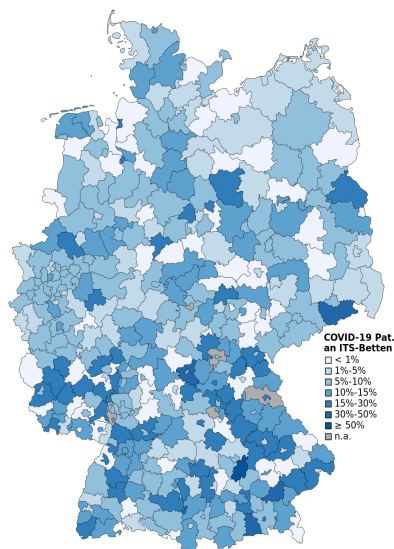 COVID-19 Pat.
an ITS-Betten
< 1%
1%-5%
5%-10%
10%-15%
15%-30%
30%-50%
≥ 50%
n.a.